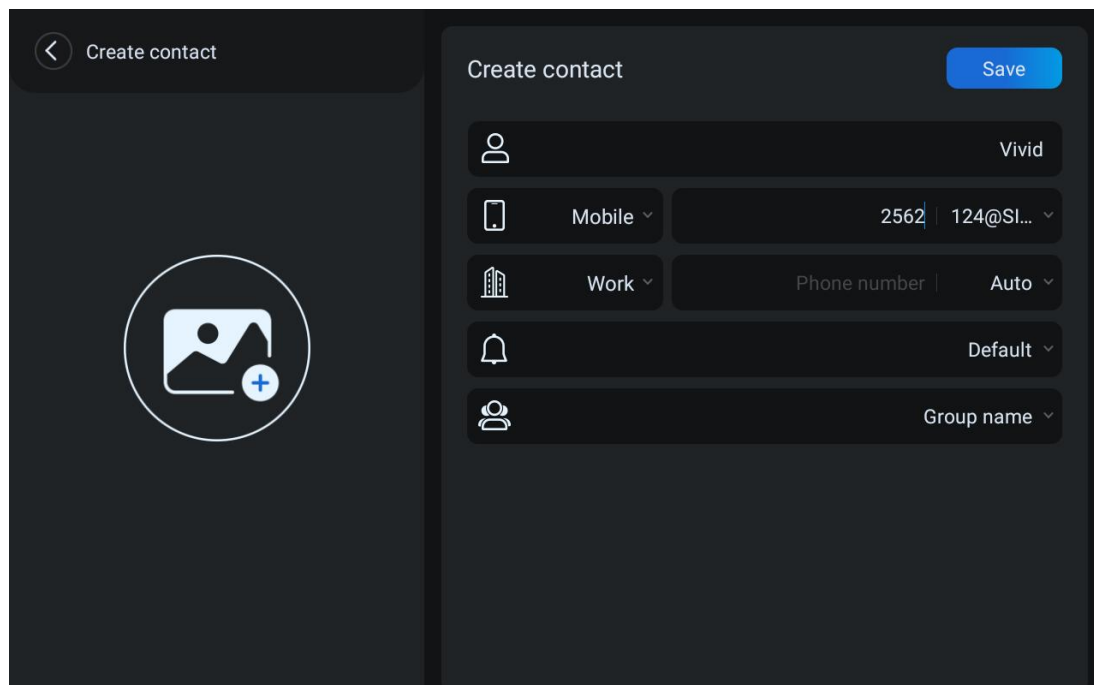 Create contact
Create contact
Save
Vivid
Mobile
2562
124@SI...
Work
Phone number
Auto
Default
Group name